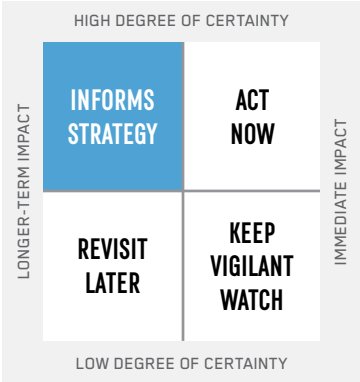 HIGH DEGREE OF CERTAINTY
LONGER-TERM IMPACT
INFORMS
STRATEGY
ACT
NOW
IMMEDIATE IMPACT
REVISIT
LATER
KEEP
VIGILANT
WATCH
LOW DEGREE OF CERTAINTY